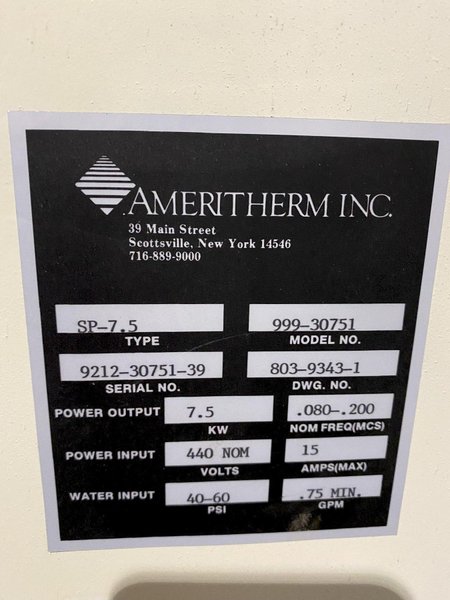 AMERITHERM INC.
39 Main Street
Scottsville, New York 14546
716-889-9000
SP-7.5 999-30751
TYPE MODEL NO.
9212-30751-39 803-9343-1
SERIAL NO. DWG. NO.
POWER OUTPUT 7.5 .080-.200
KW NOM FREQ(MCS)
POWER INPUT 440 NOM 15
VOLTS AMPS(MAX)
WATER INPUT 40-60 .75 MIN.
PSI GPM